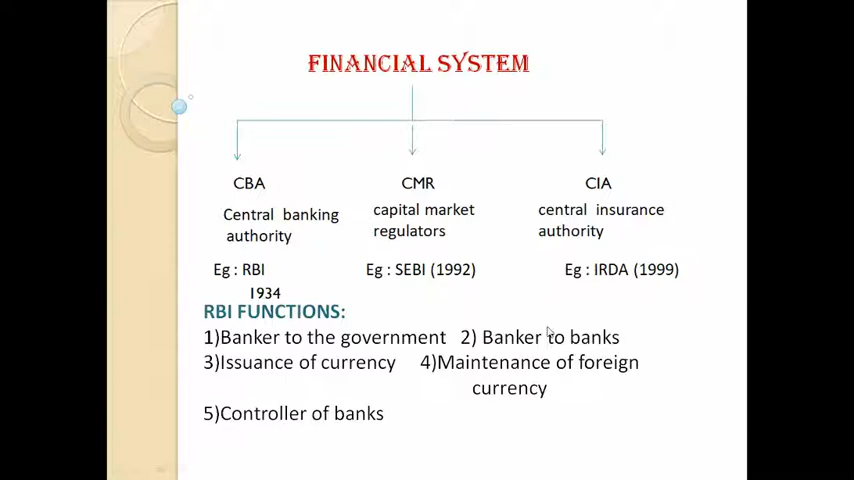 FINANCIAL SYSTEM
CBA
CMR
CIA
Central banking
authority
capital market
regulators
central insurance
authority
Eg : RBI
1934
Eg : SEBI (1992)
Eg : IRDA (1999)
RBI FUNCTIONS:
1)Banker to the government 2) Banker to banks
3)Issuance of currency 4)Maintenance of foreign
currency
5)Controller of banks